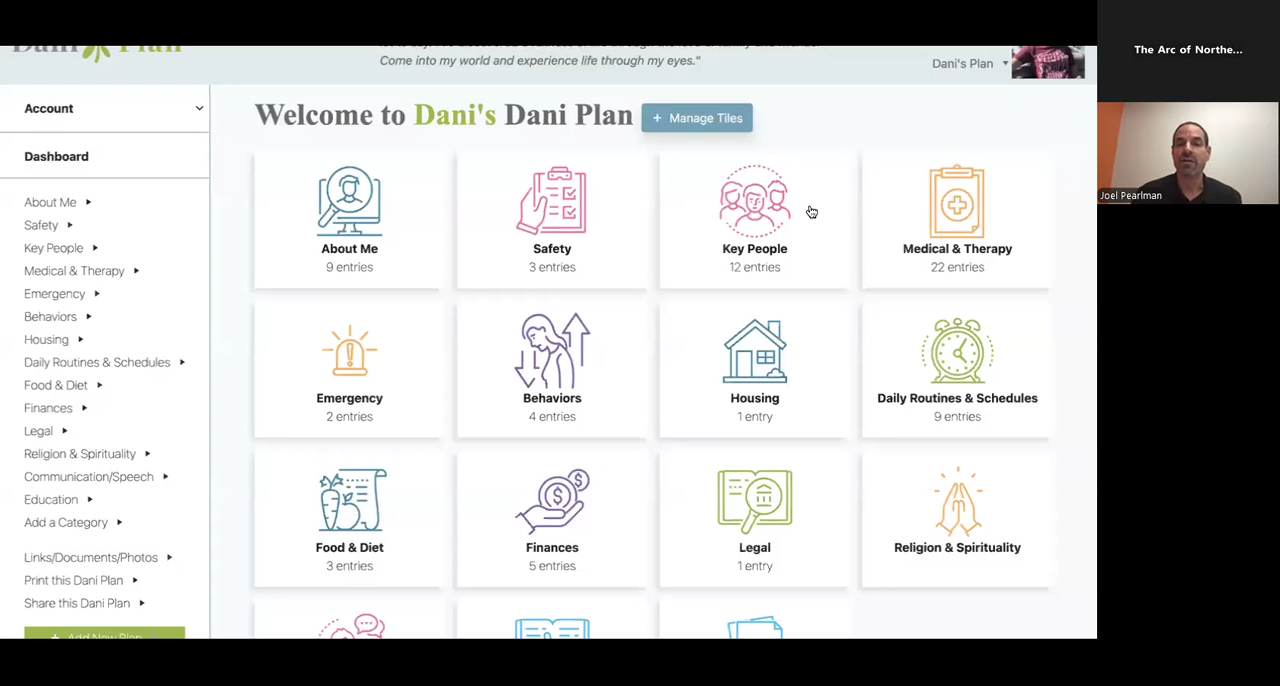 Dani Plan
Come into my world and experience life through my eyes."
Dani's Plan
The Arc of Northe...
Joel Pearlman
Account
Dashboard
About Me
Safety
Key People
Medical & Therapy
Emergency
Behaviors
Housing
Daily Routines & Schedules
Food & Diet
Finances
Legal
Religion & Spirituality
Communication/Speech
Education
Add a Category
Links/Documents/Photos
Print this Dani Plan
Share this Dani Plan
+ Add New Plan
Welcome to Dani's Dani Plan
+ Manage Tiles
About Me
9 entries
Safety
3 entries
Key People
12 entries
Medical & Therapy
22 entries
Emergency
2 entries
Behaviors
4 entries
Housing
1 entry
Daily Routines & Schedules
9 entries
Food & Diet
3 entries
Finances
5 entries
Legal
1 entry
Religion & Spirituality